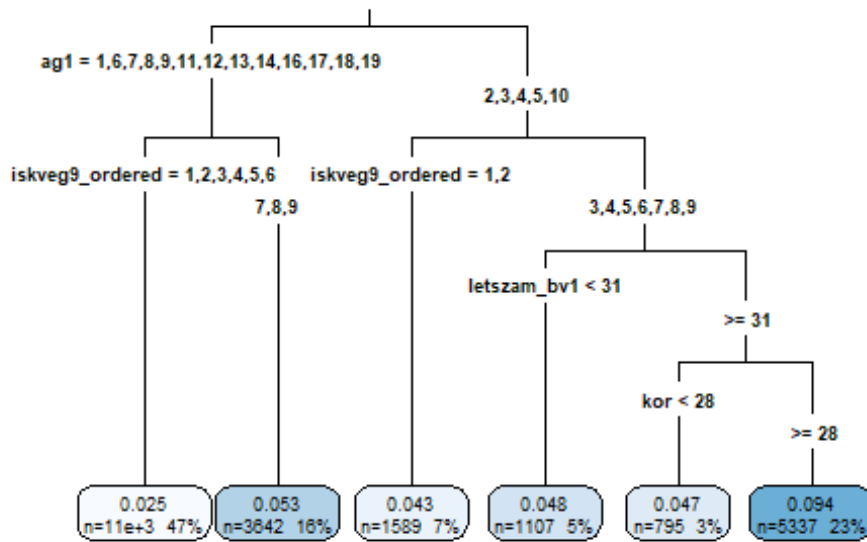 ag1 = 1,6,7,8,9,11,12,13,14,16,17,18,19
2,3,4,5,10
iskveg9_ordered = 1,2,3,4,5,6
iskveg9_ordered = 1,2
7,8,9
3,4,5,6,7,8,9
letszam_bv1 < 31
>= 31
kor < 28
>= 28
0.025
n=11e+3 47%
0.053
n=3642 16%
0.043
n=1589 7%
0.048
n=1107 5%
0.047
n=795 3%
0.094
n=5337 23%